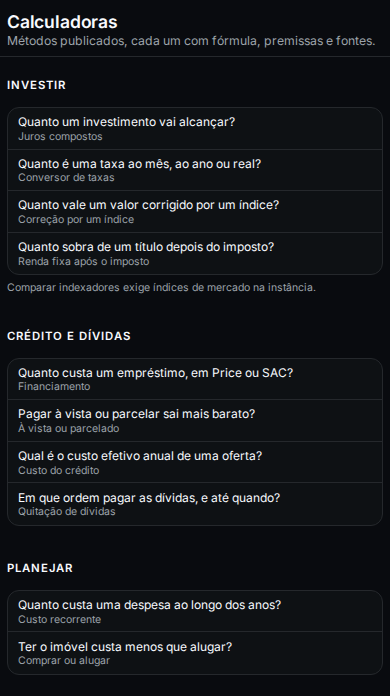 Calculadoras
Métodos publicados, cada um com fórmula, premissas e fontes.
INVESTIR
Quanto um investimento vai alcançar?
Juros compostos
Quanto é uma taxa ao mês, ao ano ou real?
Conversor de taxas
Quanto vale um valor corrigido por um índice?
Correção por um índice
Quanto sobra de um título depois do imposto?
Renda fixa após o imposto
Comparar indexadores exige índices de mercado na instância.
CRÉDITO E DÍVIDAS
Quanto custa um empréstimo, em Price ou SAC?
Financiamento
Pagar à vista ou parcelar sai mais barato?
À vista ou parcelado
Qual é o custo efetivo anual de uma oferta?
Custo do crédito
Em que ordem pagar as dívidas, e até quando?
Quitação de dívidas
PLANEJAR
Quanto custa uma despesa ao longo dos anos?
Custo recorrente
Ter o imóvel custa menos que alugar?
Comprar ou alugar